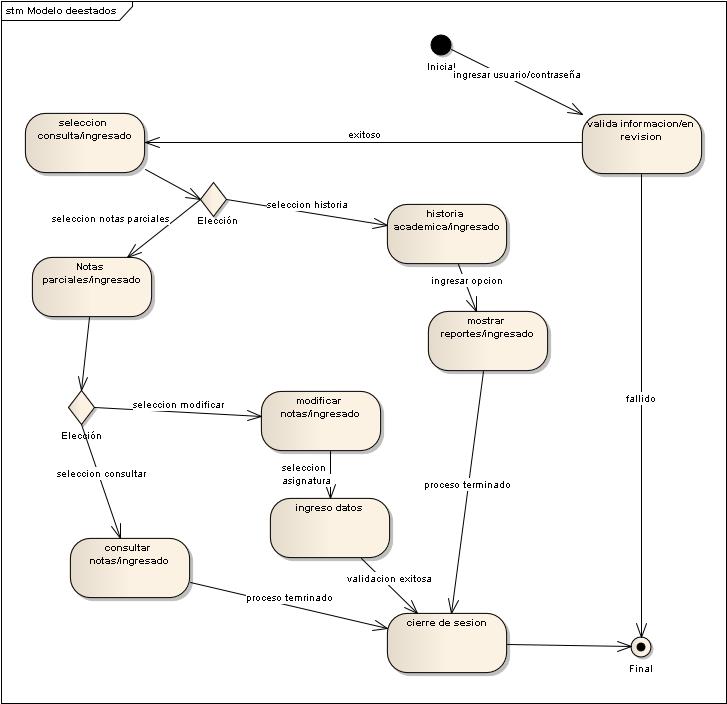 stm Modelo deestados
Inicial
ingresar usuario/contraseña
seleccion
consulta/ingresado
valida informacion/en
revision
exitoso
Elección
seleccion historia
seleccion notas parciales
historia
academica/ingresado
Notas
parciales/ingresado
ingresar opcion
mostrar
reportes/ingresado
fallido
seleccion modificar
modificar
notas/ingresado
Elección
seleccion consultar
seleccion
asignatura
proceso terminado
ingreso datos
consultar
notas/ingresado
validacion exitosa
proceso temrinado
cierre de sesion
Final